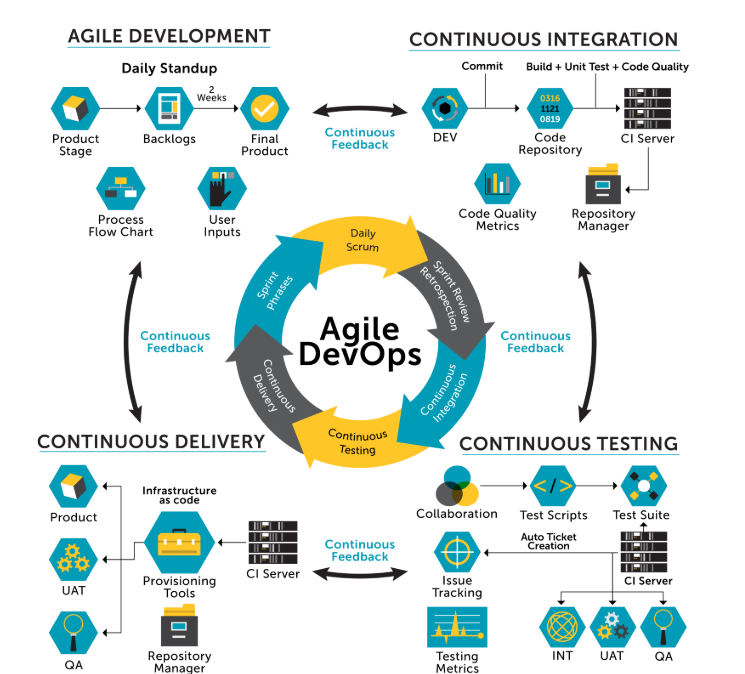 AGILE DEVELOPMENT
Daily Standup
2
Weeks
Product
Stage
Backlogs
Final
Product
Process
Flow Chart
User
Inputs
Continuous
Feedback
CONTINUOUS INTEGRATION
Commit
Build + Unit Test + Code Quality
DEV
0316
1121
0819
Code
Repository
CI Server
Code Quality
Metrics
Repository
Manager
Continuous
Feedback
Agile
DevOps
Daily
Scrum
Sprint Review
Retrospection
Continuous
Integration
Continuous
Testing
Continuous
Delivery
Sprint
Phrases
Continuous
Feedback
CONTINUOUS DELIVERY
Product
Infrastructure
as code
UAT
Provisioning
Tools
CI Server
QA
Repository
Manager
Continuous
Feedback
CONTINUOUS TESTING
Collaboration
</>
Test Scripts
Test Suite
Auto Ticket
Creation
Issue
Tracking
CI Server
Testing
Metrics
INT
UAT
QA